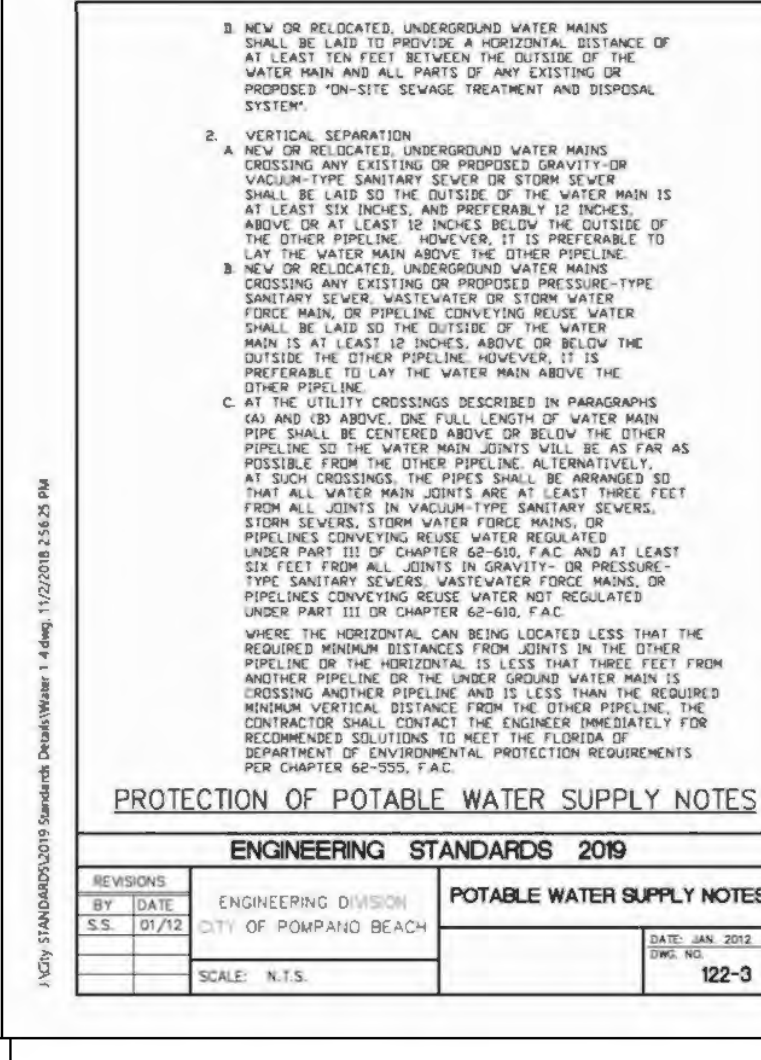 D. NEW OR RELOCATED, UNDERGROUND WATER MAINS
SHALL BE LAID TO PROVIDE A HORIZONTAL DISTANCE OF
AT LEAST TEN FEET BETWEEN THE OUTSIDE OF THE
WATER MAIN AND ALL PARTS OF ANY EXISTING OR
PROPOSED "ON-SITE SEWAGE TREATMENT AND DISPOSAL
SYSTEM".
2. VERTICAL SEPARATION
A. NEW OR RELOCATED, UNDERGROUND WATER MAINS
CROSSING ANY EXISTING OR PROPOSED GRAVITY-OR
VACUUM-TYPE SANITARY SEWER OR STORM SEWER
SHALL BE LAID SO THE OUTSIDE OF THE WATER MAIN IS
AT LEAST SIX INCHES, AND PREFERABLY 12 INCHES,
ABOVE OR AT LEAST 12 INCHES BELOW THE OUTSIDE OF
THE OTHER PIPELINE. HOWEVER, IT IS PREFERABLE TO
LAY THE WATER MAIN ABOVE THE OTHER PIPELINE.
B. NEW OR RELOCATED, UNDERGROUND WATER MAINS
CROSSING ANY EXISTING OR PROPOSED PRESSURE-TYPE
SANITARY SEWER, WASTEWATER OR STORM WATER
FORCE MAIN, OR PIPELINE CONVEYING REUSE WATER
SHALL BE LAID SO THE OUTSIDE OF THE WATER
MAIN IS AT LEAST 12 INCHES, ABOVE OR BELOW THE
OUTSIDE THE OTHER PIPELINE. HOWEVER, IT IS
PREFERABLE TO LAY THE WATER MAIN ABOVE THE
OTHER PIPELINE.
C. AT THE UTILITY CROSSINGS DESCRIBED IN PARAGRAPHS
(A) AND (B) ABOVE, ONE FULL LENGTH OF WATER MAIN
PIPE SHALL BE CENTERED ABOVE OR BELOW THE OTHER
PIPELINE SO THE WATER MAIN JOINTS WILL BE AS FAR AS
POSSIBLE FROM THE OTHER PIPELINE. ALTERNATIVELY,
AT SUCH CROSSINGS, THE PIPES SHALL BE ARRANGED SO
THAT ALL WATER MAIN JOINTS ARE AT LEAST THREE FEET
FROM ALL JOINTS IN VACUUM-TYPE SANITARY SEWERS,
STORM SEWERS, STORM WATER FORCE MAINS, OR
PIPELINES CONVEYING REUSE WATER REGULATED
UNDER PART III OF CHAPTER 62-610, F.A.C. AND AT LEAST
SIX FEET FROM ALL JOINTS IN GRAVITY- OR PRESSURE-
TYPE SANITARY SEWERS, WASTEWATER FORCE MAINS, OR
PIPELINES CONVEYING REUSE WATER NOT REGULATED
UNDER PART III OR CHAPTER 62-610, F.A.C.
WHERE THE HORIZONTAL CAN BEING LOCATED LESS THAT THE
REQUIRED MINIMUM DISTANCES FROM JOINTS IN THE OTHER
PIPELINE OR THE HORIZONTAL IS LESS THAT THREE FEET FROM
ANOTHER PIPELINE OR THE UNDER GROUND WATER MAIN IS
CROSSING ANOTHER PIPELINE AND IS LESS THAN THE REQUIRED
MINIMUM VERTICAL DISTANCE FROM THE OTHER PIPELINE, THE
CONTRACTOR SHALL CONTACT THE ENGINEER IMMEDIATELY FOR
RECOMMENDED SOLUTIONS TO MEET THE FLORIDA OF
DEPARTMENT OF ENVIRONMENTAL PROTECTION REQUIREMENTS
PER CHAPTER 62-555, F.A.C.
J:\City STANDARDS\2019 Standards Details\Water 1-4.dwg, 11/2/2018 2:56:25 PM
PROTECTION OF POTABLE WATER SUPPLY NOTES
ENGINEERING STANDARDS 2019
REVISIONS
BY DATE
S.S. 01/12
ENGINEERING DIVISION
CITY OF POMPANO BEACH
SCALE: N.T.S.
POTABLE WATER SUPPLY NOTES
DATE: JAN. 2012
DWG. NO.
122-3